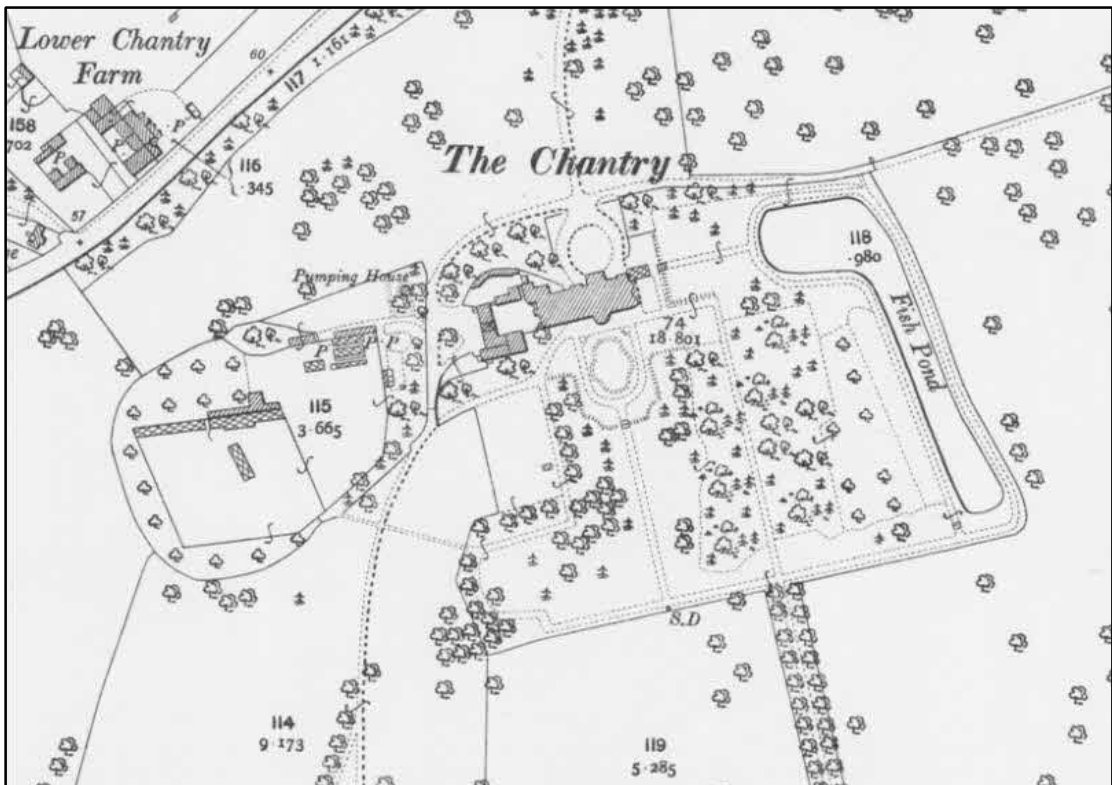 Lower Chantry
Farm
60
117
1.161
158
702
P
P
P
116
.345
57
The Chantry
Pumping House
118
.980
Fish Pond
74
18.801
P
P.P
115
3.665
S.D
114
9.173
119
5.285